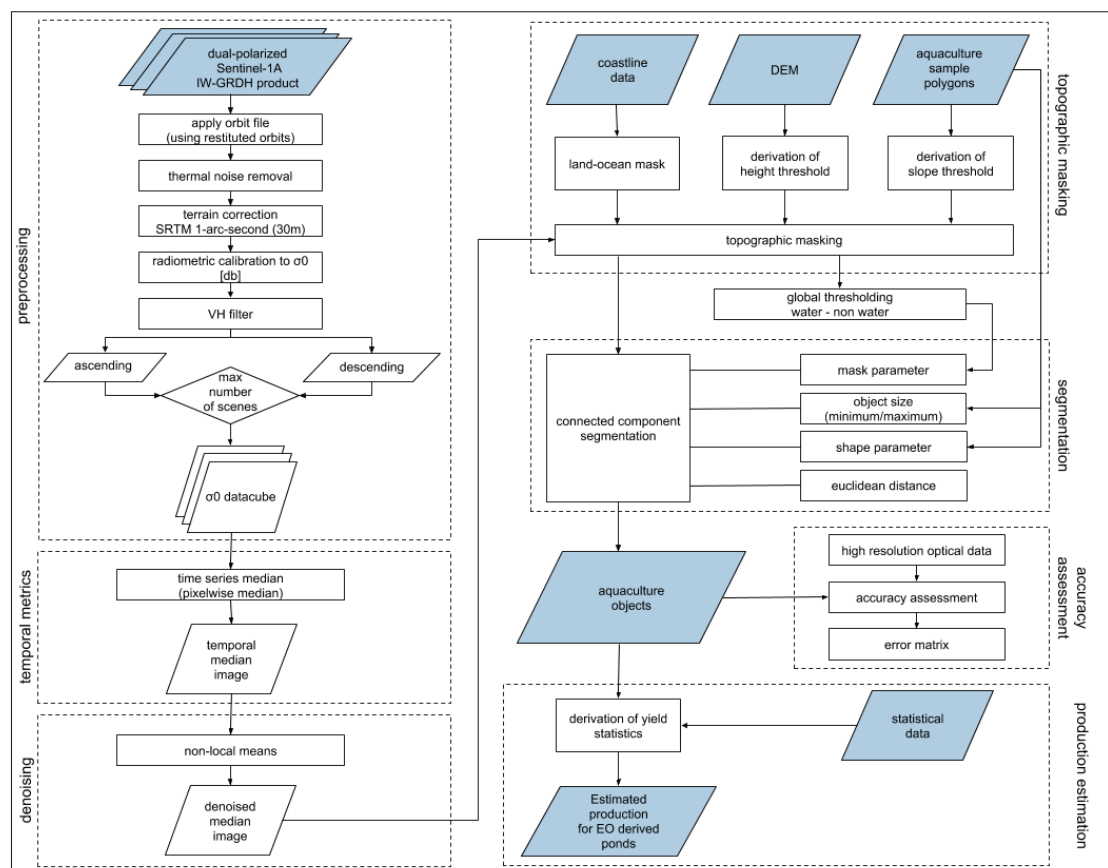 preprocessing
dual-polarized
Sentinel-1A
IW-GRDH product
apply orbit file
(using restituted orbits)
thermal noise removal
terrain correction
SRTM 1-arc-second (30m)
radiometric calibration to σ0
[db]
VH filter
ascending
descending
max
number
of scenes
σ0 datacube
temporal metrics
time series median
(pixelwise median)
temporal
median
image
denoising
non-local means
denoised
median
image
topographic masking
coastline
data
DEM
aquaculture
sample
polygons
land-ocean mask
derivation of
height threshold
derivation of
slope threshold
topographic masking
global thresholding
water - non water
segmentation
connected component
segmentation
mask parameter
object size
(minimum/maximum)
shape parameter
euclidean distance
aquaculture
objects
accuracy
assessment
high resolution optical data
accuracy assessment
error matrix
production estimation
derivation of yield
statistics
statistical
data
Estimated
production
for EO derived
ponds